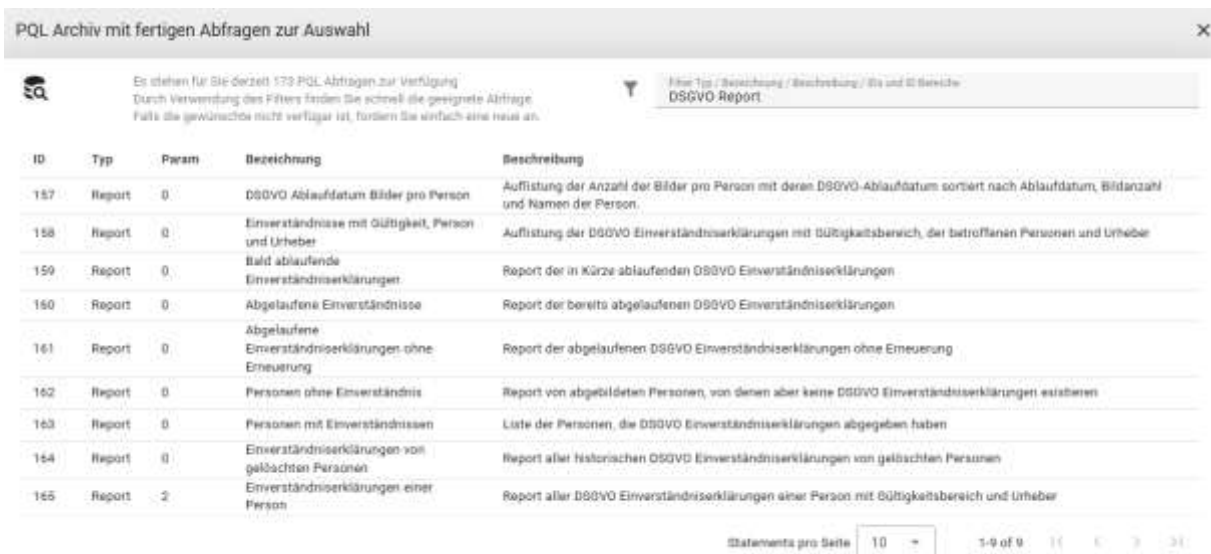 PQL Archiv mit fertigen Abfragen zur Auswahl
Es stehen für Sie derzeit 173 PQL Abfragen zur Verfügung
Durch Verwendung des Filters finden Sie schnell die geeignete Abfrage
Falls die gewünschte nicht verfügar ist, fordern Sie einfach eine neue an.
Filter Typ / Bezeichnung / Beschreibung / IDs und ID Bereiche
DSGVO Report
ID Typ Param Bezeichnung Beschreibung
157 Report 0 DSGVO Ablaufdatum Bilder pro Person Auflistung der Anzahl der Bilder pro Person mit deren DSGVO-Ablaufdatum sortiert nach Ablaufdatum, Bildanzahl
und Namen der Person.
158 Report 0 Einverständnisse mit Gültigkeit, Person
und Urheber Auflistung der DSGVO Einverständniserklärungen mit Gültigkeitsbereich, der betroffenen Personen und Urheber
159 Report 0 Bald ablaufende
Einverständniserklärungen Report der in Kürze ablaufenden DSGVO Einverständniserklärungen
160 Report 0 Abgelaufene Einverständnisse Report der bereits abgelaufenen DSGVO Einverständniserklärungen
161 Report 0 Abgelaufene
Einverständniserklärungen ohne
Erneuerung Report der abgelaufenen DSGVO Einverständniserklärungen ohne Erneuerung
162 Report 0 Personen ohne Einverständnis Report von abgebildeten Personen, von denen aber keine DSGVO Einverständniserklärungen existieren
163 Report 0 Personen mit Einverständnissen Liste der Personen, die DSGVO Einverständniserklärungen abgegeben haben
164 Report 0 Einverständniserklärungen von
gelöschten Personen Report aller historischen DSGVO Einverständniserklärungen von gelöschten Personen
165 Report 2 Einverständniserklärungen einer
Person Report aller DSGVO Einverständniserklärungen einer Person mit Gültigkeitsbereich und Urheber
Statements pro Seite 10 1-9 of 9